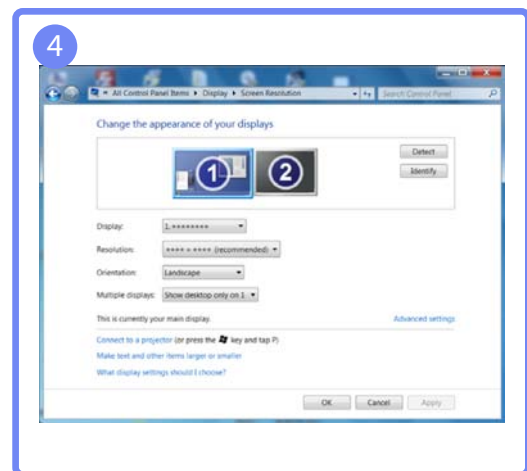 4
All Control Panel Items ▸ Display ▸ Screen Resolution
Search Control Panel
Change the appearance of your displays
1
2
Detect
Identify
Display: 1.********
Resolution: **** × **** (recommended)
Orientation: Landscape
Multiple displays: Show desktop only on 1
This is currently your main display.
Advanced settings
Connect to a projector (or press the key and tap P)
Make text and other items larger or smaller
What display settings should I choose?
OK
Cancel
Apply